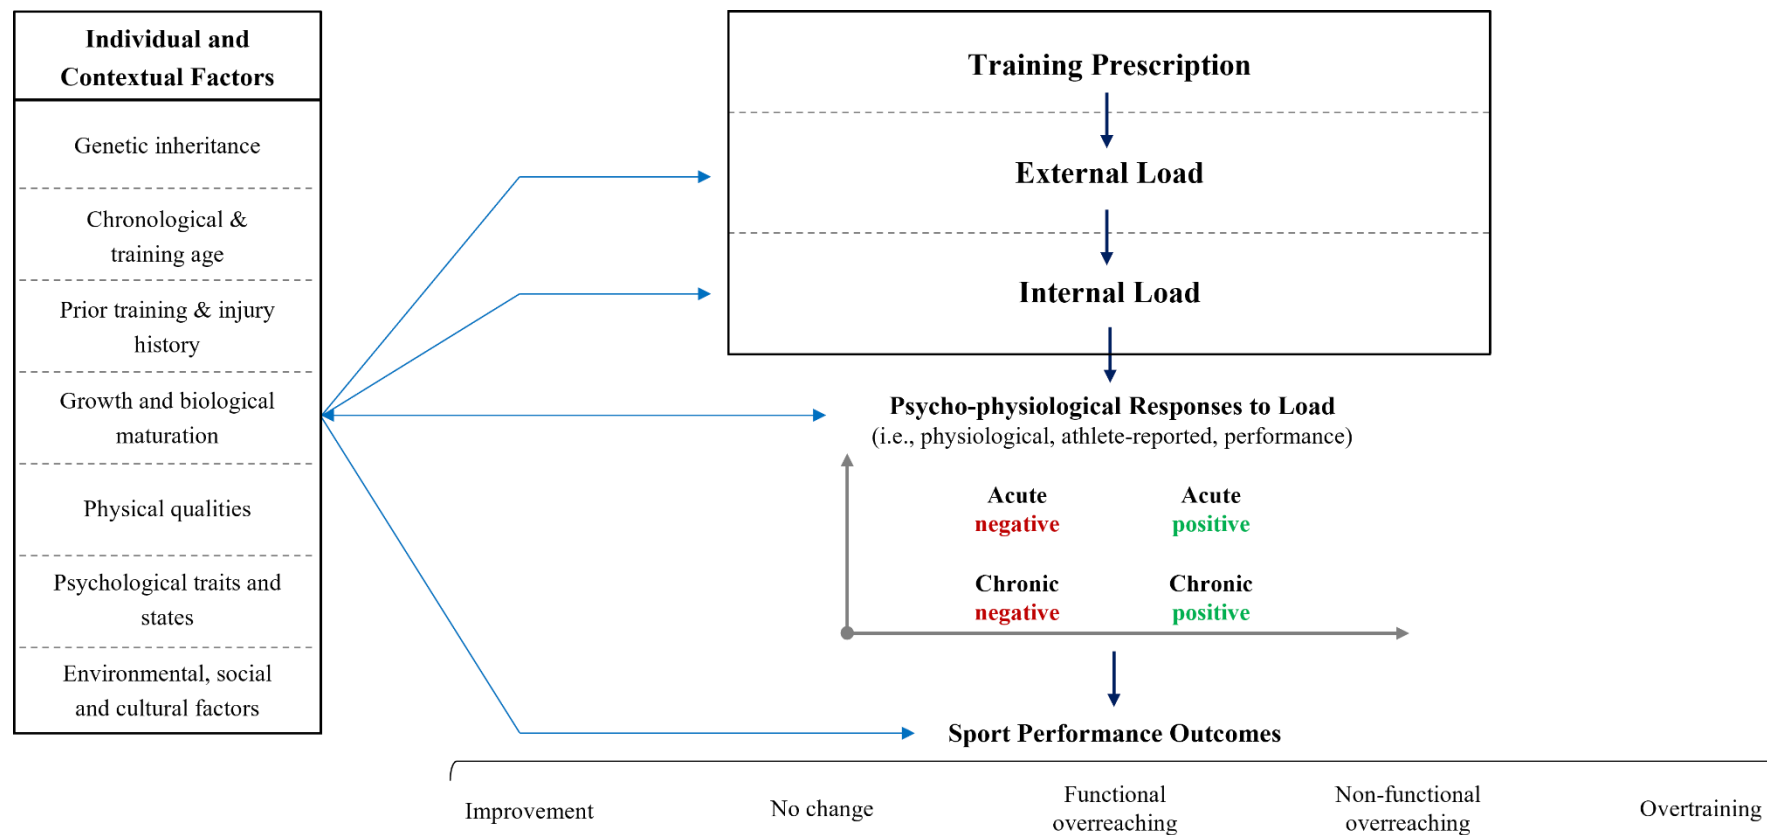 Individual and
Contextual Factors
Genetic inheritance
Chronological &
training age
Prior training & injury
history
Growth and biological
maturation
Physical qualities
Psychological traits and
states
Environmental, social
and cultural factors
Training Prescription
External Load
Internal Load
Psycho-physiological Responses to Load
(i.e., physiological, athlete-reported, performance)
Acute
negative
Acute
positive
Chronic
negative
Chronic
positive
Sport Performance Outcomes
Improvement
No change
Functional
overreaching
Non-functional
overreaching
Overtraining